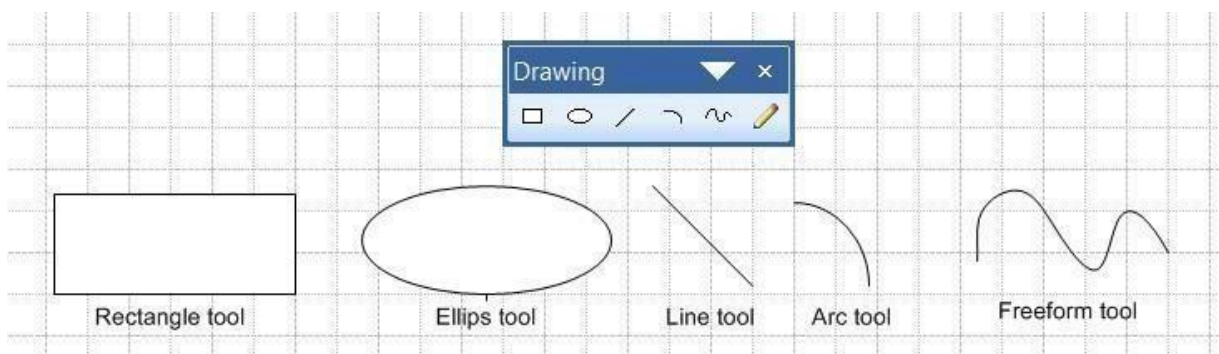 Drawing
Rectangle tool
Ellips tool
Line tool
Arc tool
Freeform tool